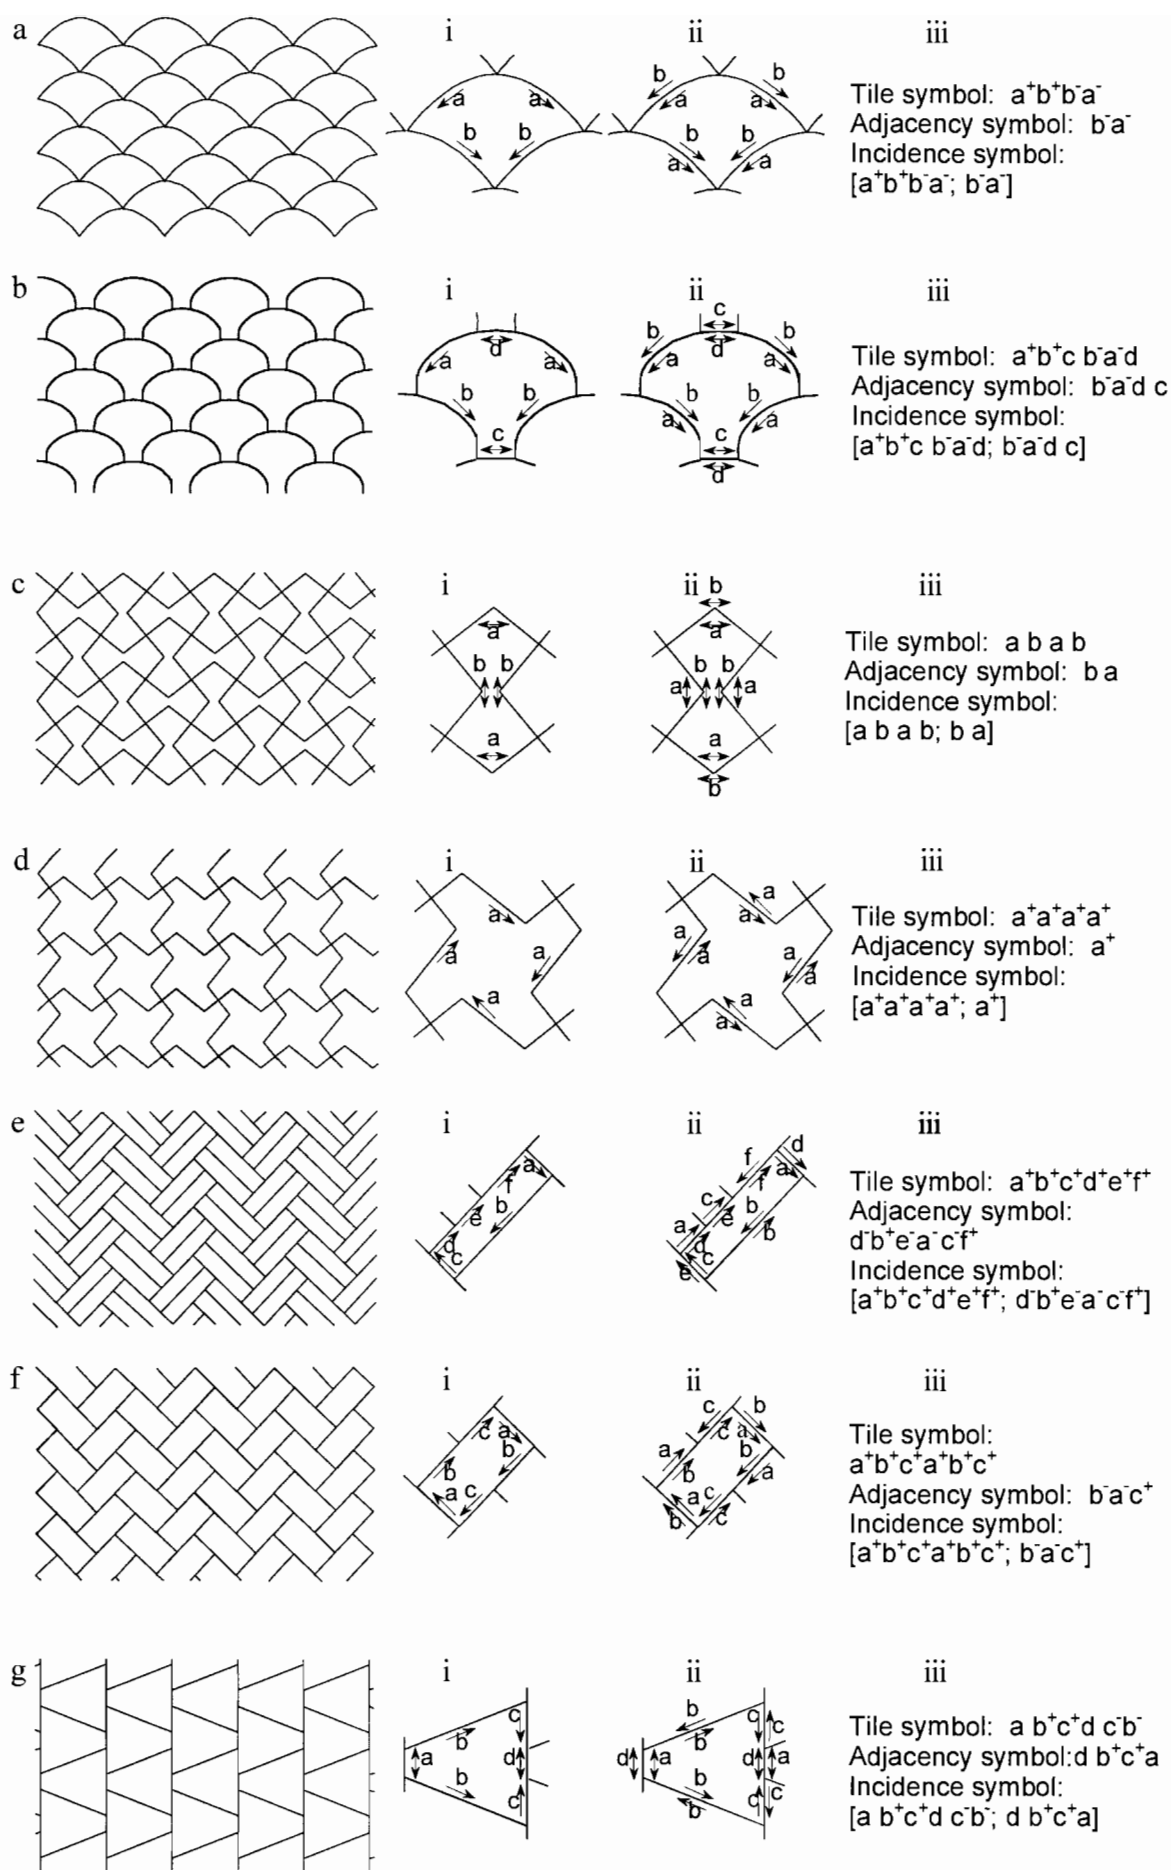 a i ii iii
b b
a a a a
b b b b
a a
Tile symbol: a⁺b⁺b⁻a⁻
Adjacency symbol: b⁻a⁻
Incidence symbol:
[a⁺b⁺b⁻a⁻; b⁻a⁻]
b i ii iii
c
b b
d d
a a a a
b b b b
a a
c c
d
Tile symbol: a⁺b⁺c b⁻a⁻d
Adjacency symbol: b⁻a⁻d c
Incidence symbol:
[a⁺b⁺c b⁻a⁻d; b⁻a⁻d c]
c i ii iii
b
a a
b b b b
a a
a a
b
Tile symbol: a b a b
Adjacency symbol: b a
Incidence symbol:
[a b a b; b a]
d i ii iii
a
a a
a a a
a a a
a a
a
Tile symbol: a⁺a⁺a⁺a⁺
Adjacency symbol: a⁺
Incidence symbol:
[a⁺a⁺a⁺a⁺; a⁺]
e i ii iii
d
a f a
f f
b c b
e a e b
d d
c c
e
Tile symbol: a⁺b⁺c⁺d⁺e⁺f⁺
Adjacency symbol:
d⁻b⁺e⁻a⁻c⁻f⁺
Incidence symbol:
[a⁺b⁺c⁺d⁺e⁺f⁺; d⁻b⁺e⁻a⁻c⁻f⁺]
f i ii iii
c b
c a c a
b a b
b b a
a c a c
b c
Tile symbol:
a⁺b⁺c⁺a⁺b⁺c⁺
Adjacency symbol: b⁻a⁻c⁺
Incidence symbol:
[a⁺b⁺c⁺a⁺b⁺c⁺; b⁻a⁻c⁺]
g i ii iii
b
c c c
b b
a d d a d a
b b
c c c
b
Tile symbol: a b⁺c⁺d c⁻b⁻
Adjacency symbol:d b⁺c⁺a
Incidence symbol:
[a b⁺c⁺d c⁻b⁻; d b⁺c⁺a]